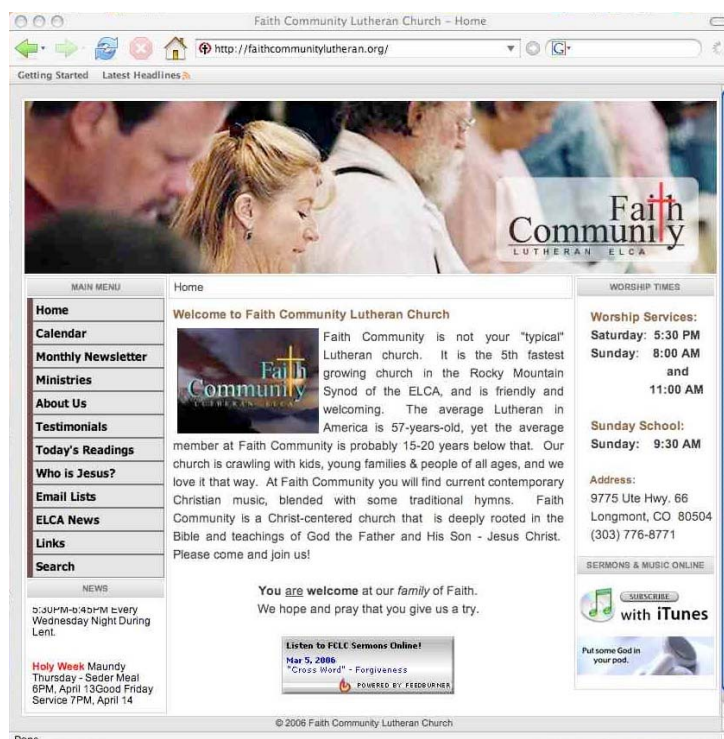 Faith Community Lutheran Church – Home
http://faithcommunitylutheran.org/
G
Getting Started Latest Headlines
Faith
Community
LUTHERAN ELCA
MAIN MENU
Home
Calendar
Monthly Newsletter
Ministries
About Us
Testimonials
Today's Readings
Who is Jesus?
Email Lists
ELCA News
Links
Search
NEWS
5:30PM-6:45PM Every
Wednesday Night During
Lent.
Holy Week Maundy
Thursday - Seder Meal
6PM, April 13Good Friday
Service 7PM, April 14
Home
Welcome to Faith Community Lutheran Church
Faith
Community
LUTHERAN ELCA
Faith Community is not your "typical"
Lutheran church. It is the 5th fastest
growing church in the Rocky Mountain
Synod of the ELCA, and is friendly and
welcoming. The average Lutheran in
America is 57-years-old, yet the average
member at Faith Community is probably 15-20 years below that. Our
church is crawling with kids, young families & people of all ages, and we
love it that way. At Faith Community you will find current contemporary
Christian music, blended with some traditional hymns. Faith
Community is a Christ-centered church that is deeply rooted in the
Bible and teachings of God the Father and His Son - Jesus Christ.
Please come and join us!
You are welcome at our family of Faith.
We hope and pray that you give us a try.
Listen to FCLC Sermons Online!
Mar 5, 2006
"Cross Word" - Forgiveness
POWERED BY FEEDBURNER
WORSHIP TIMES
Worship Services:
Saturday: 5:30 PM
Sunday: 8:00 AM
and
11:00 AM
Sunday School:
Sunday: 9:30 AM
Address:
9775 Ute Hwy. 66
Longmont, CO 80504
(303) 776-8771
SERMONS & MUSIC ONLINE
SUBSCRIBE
with iTunes
Put some God in
your pod.
© 2006 Faith Community Lutheran Church
Done